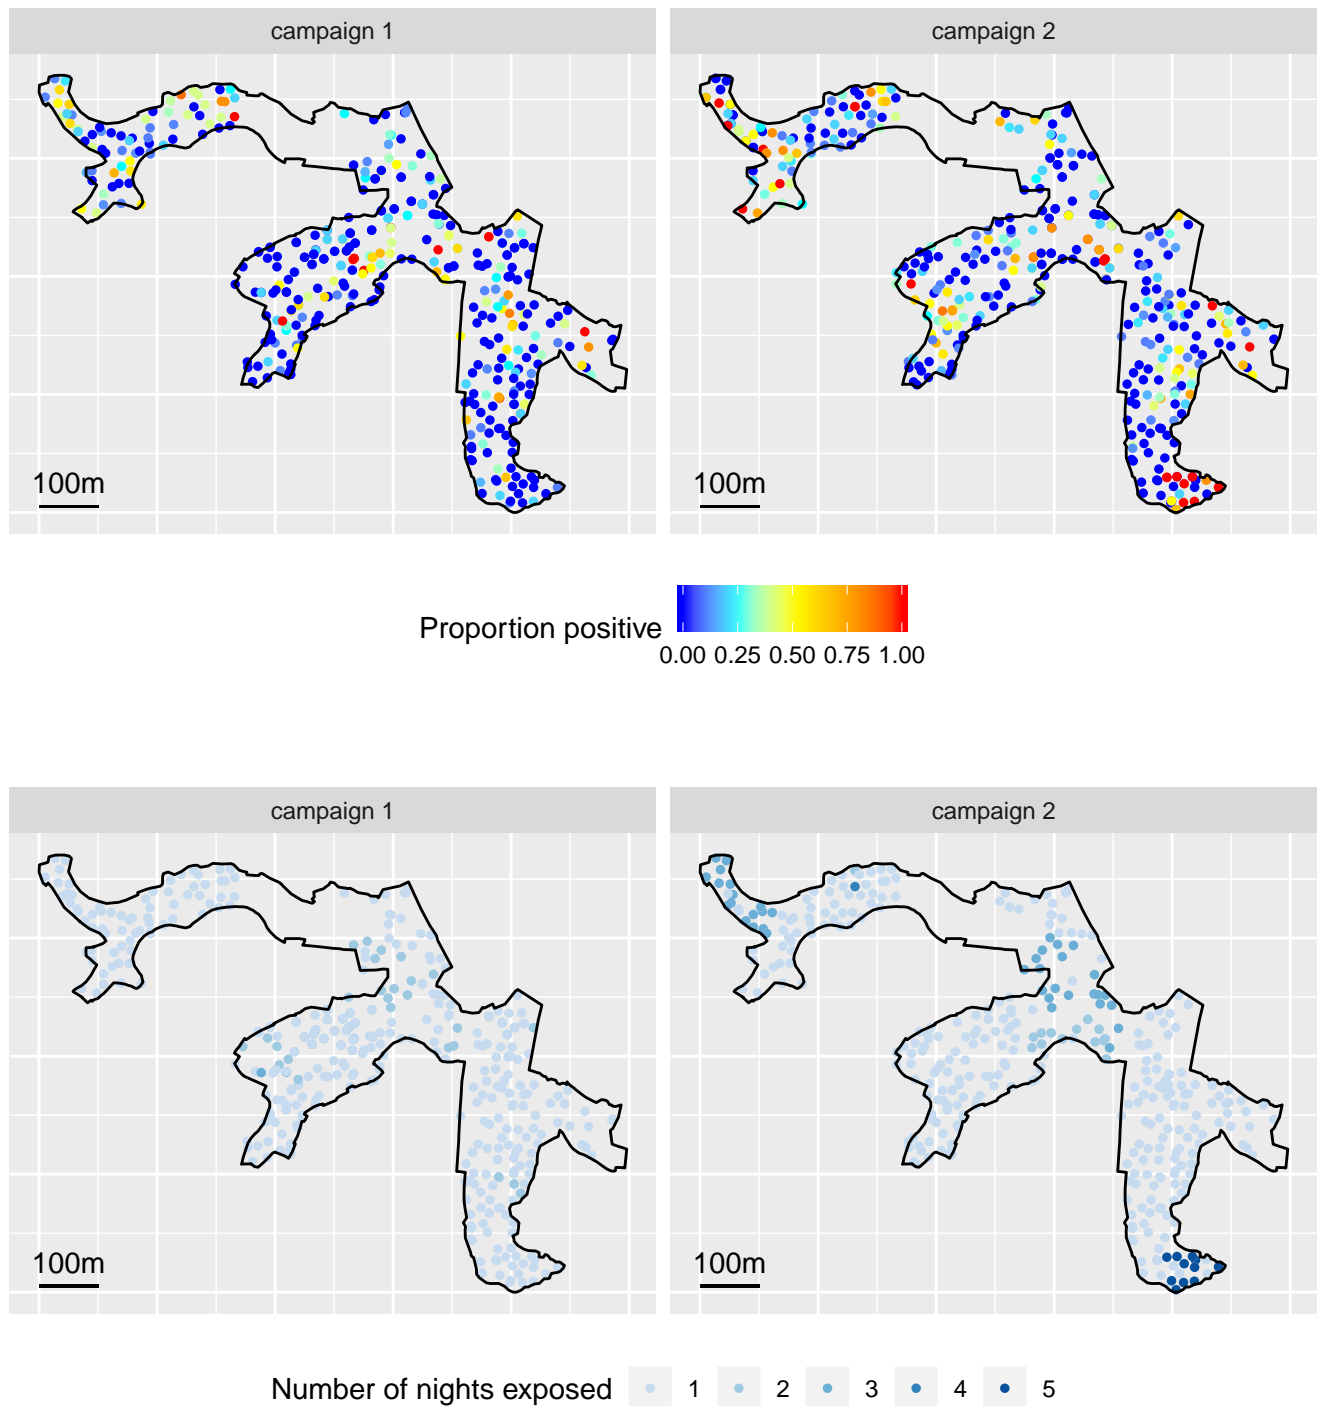 campaign 1
campaign 2
100m
100m
Proportion positive
0.00 0.25 0.50 0.75 1.00
campaign 1
campaign 2
100m
100m
Number of nights exposed 1 2 3 4 5